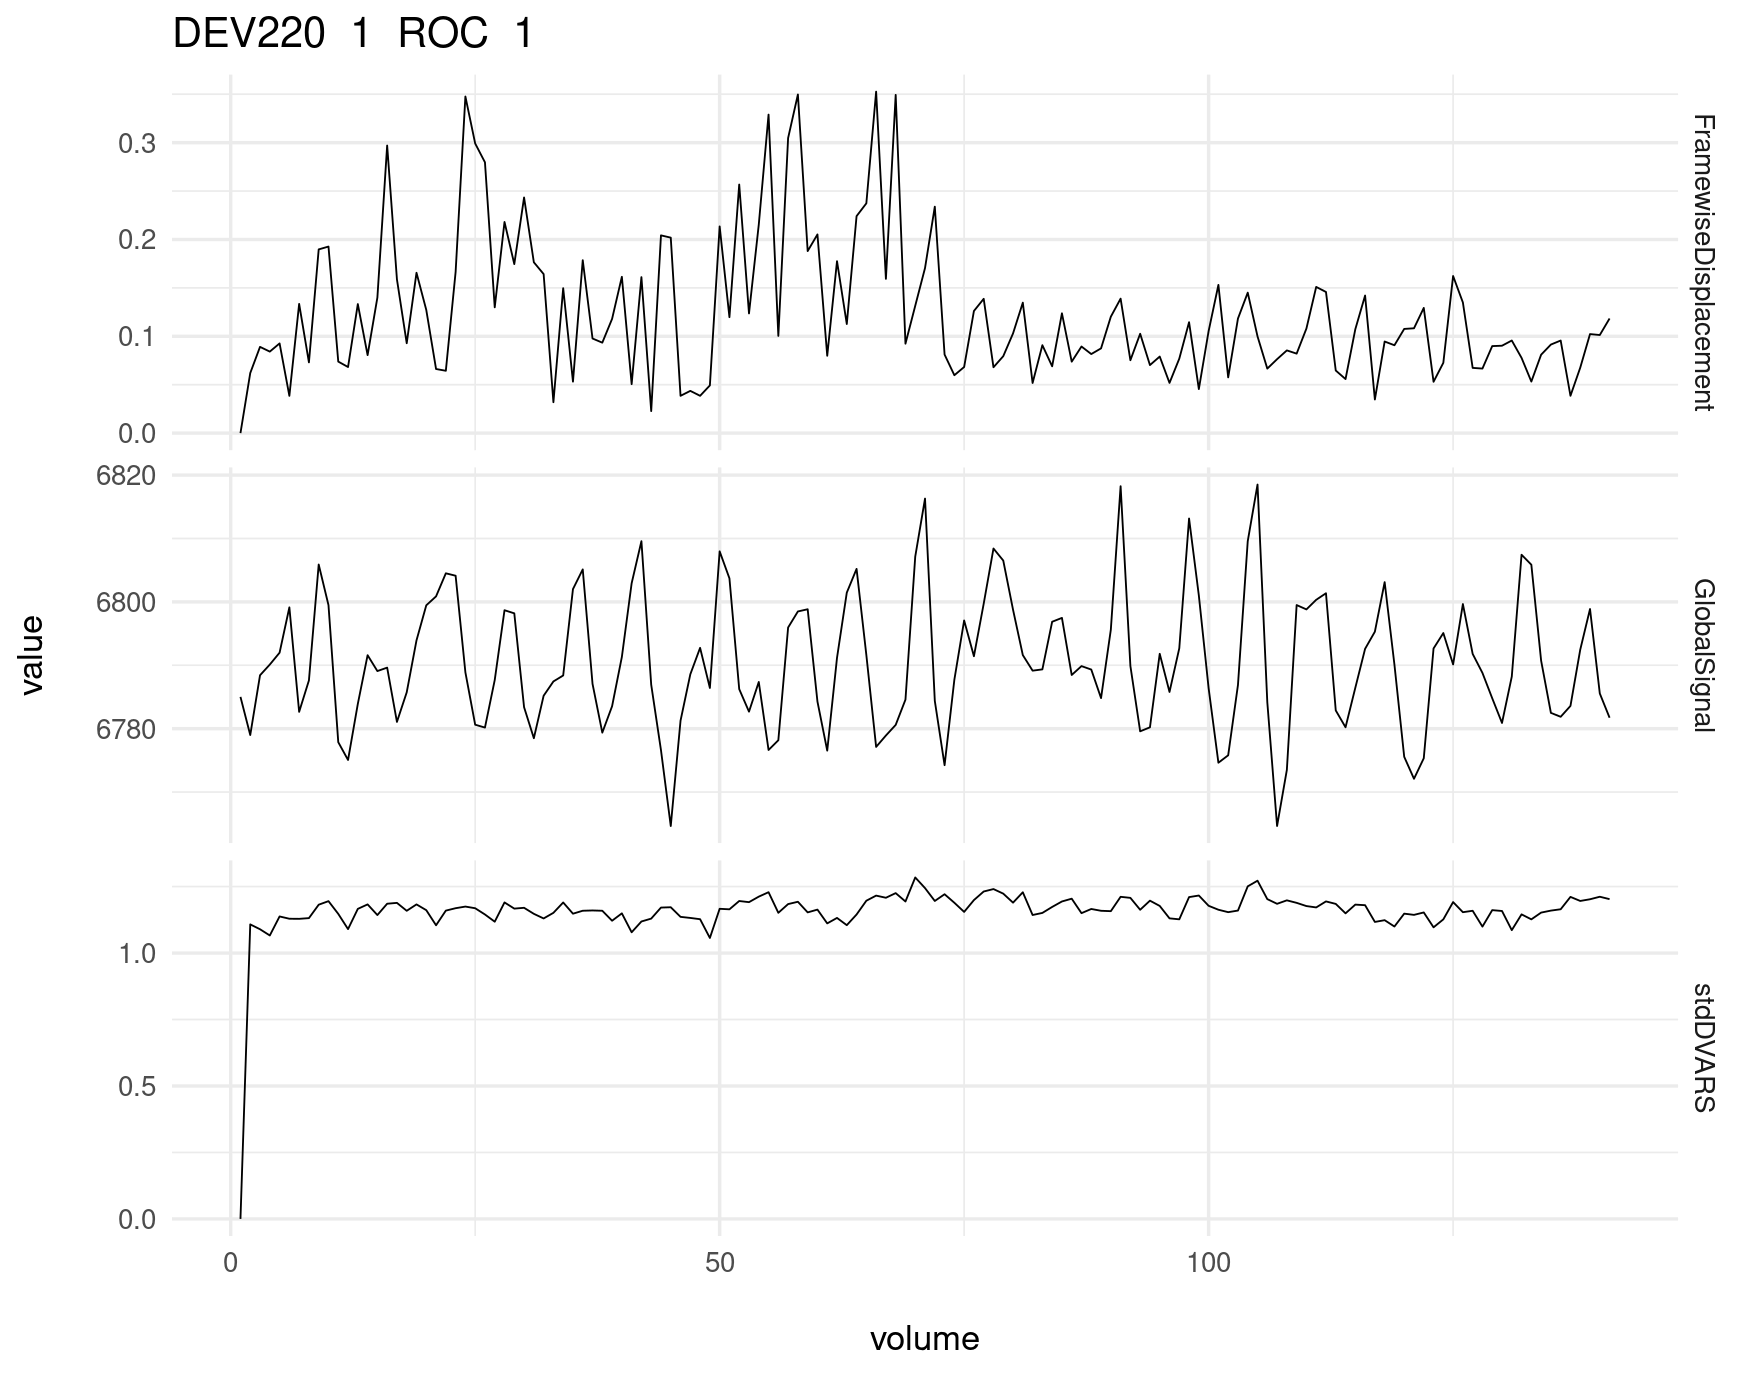 DEV220 1 ROC 1
0.3
0.2
0.1
0.0
FramewiseDisplacement
6820
6800
6780
GlobalSignal
value
1.0
0.5
0.0
stdDVARS
0 50 100
volume